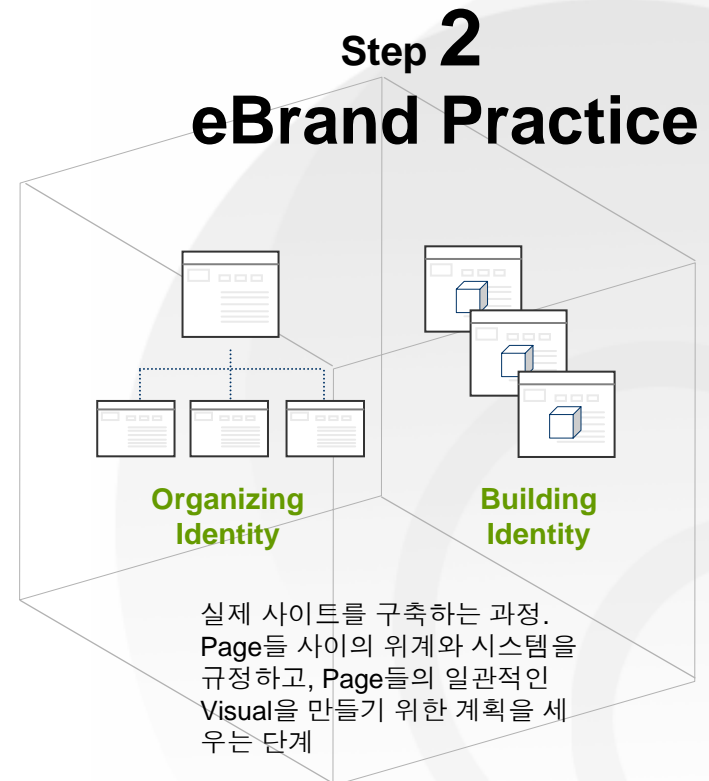 Step 2
eBrand Practice
Organizing
Identity
Building
Identity
실제 사이트를 구축하는 과정.
Page들 사이의 위계와 시스템을
규정하고, Page들의 일관적인
Visual을 만들기 위한 계획을 세
우는 단계